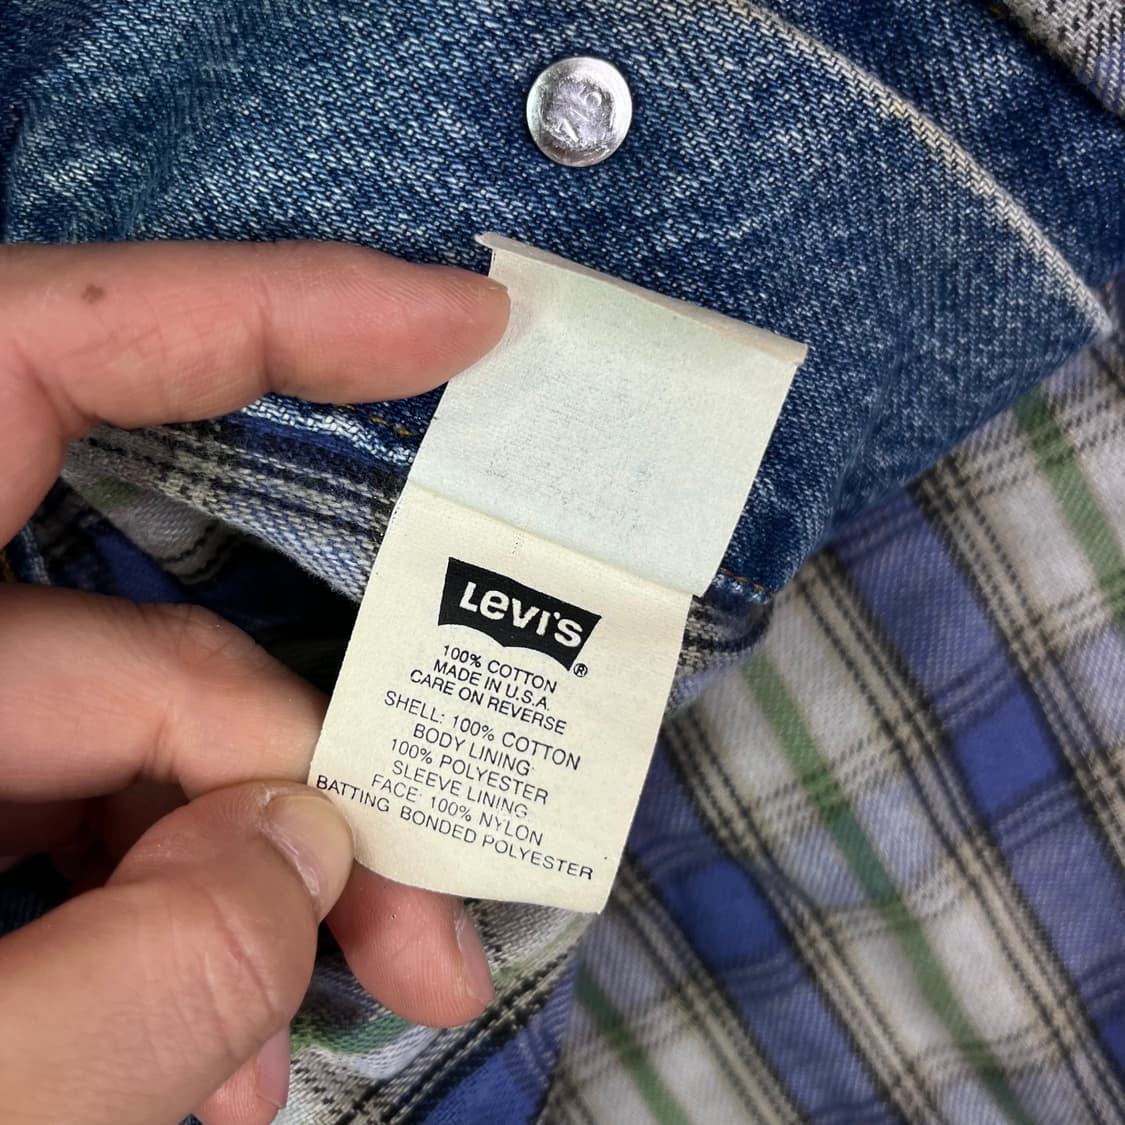 Levi's ®
100% COTTON
MADE IN U.S.A.
CARE ON REVERSE
SHELL: 100% COTTON
BODY LINING:
100% POLYESTER
SLEEVE LINING
FACE: 100% NYLON
BATTING BONDED POLYESTER